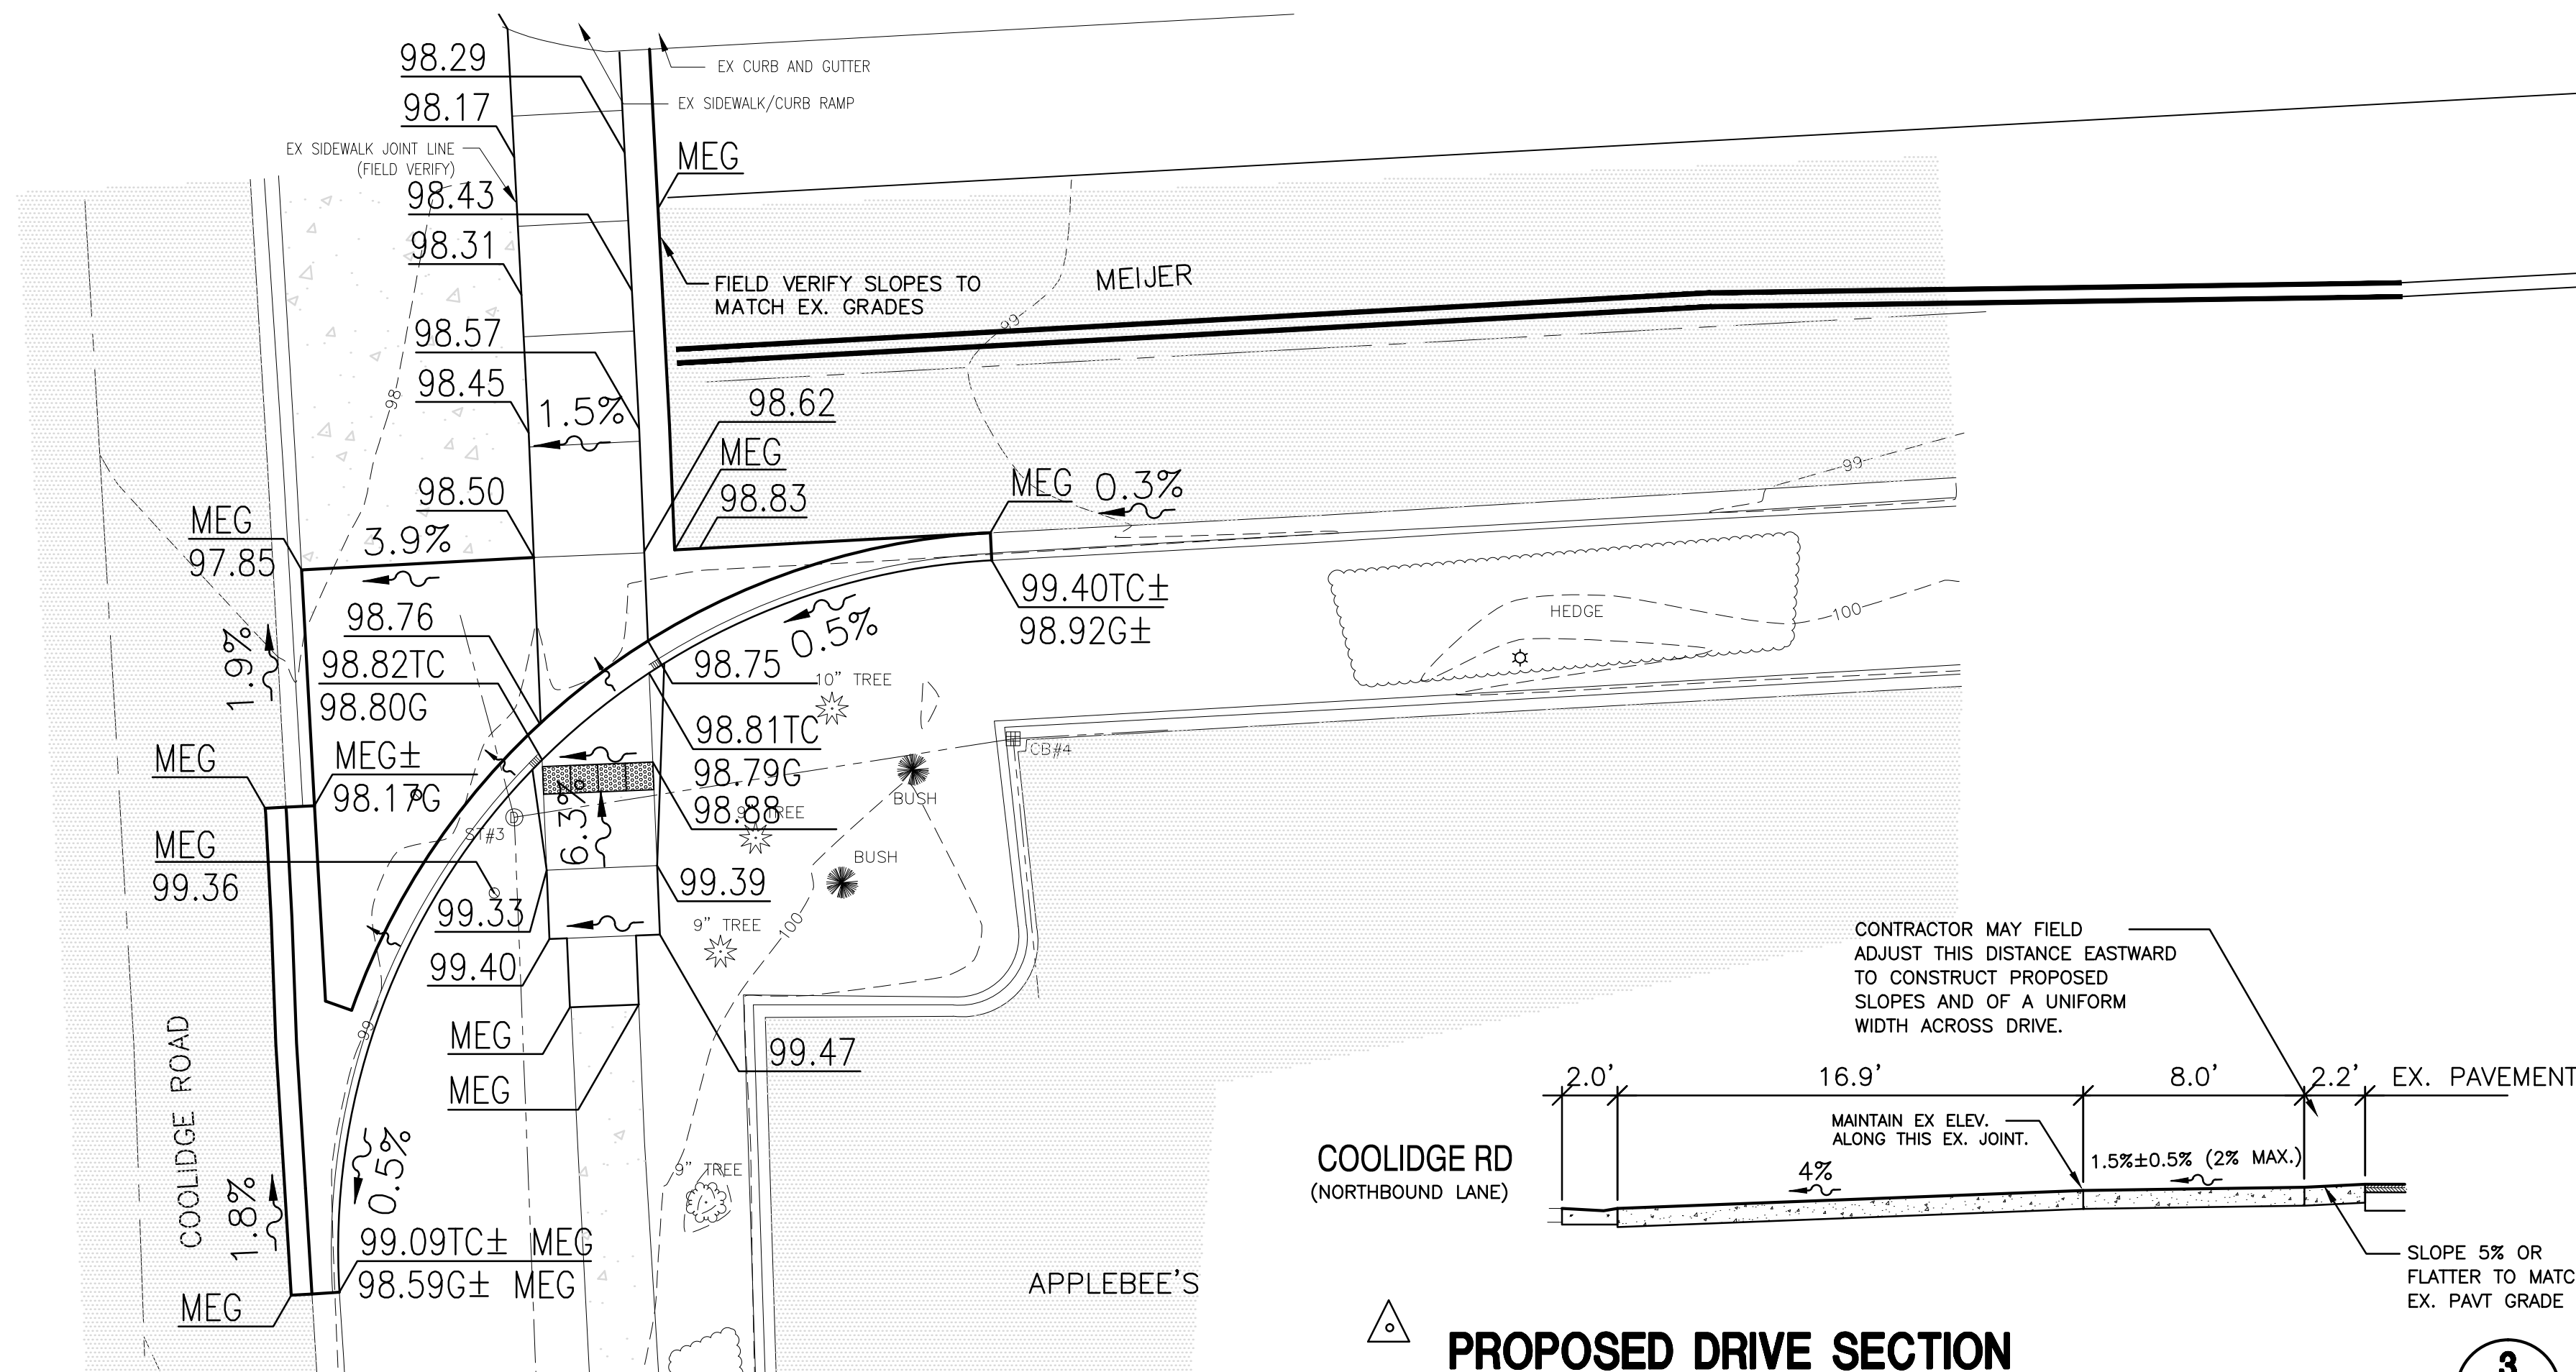 98.29
98.17
EX CURB AND GUTTER
EX SIDEWALK/CURB RAMP
EX SIDEWALK JOINT LINE
(FIELD VERIFY)
MEG
98.43
98.31
FIELD VERIFY SLOPES TO
MATCH EX. GRADES
MEIJER
99
98.57
98.45
98
1.5%
98.62
MEG
98.83
MEG
0.3%
99
98.50
MEG
97.85
3.9%
99.40TC±
98.92G±
HEDGE
100
0.5%
98.76
98.82TC
98.80G
1.9%
98.75
10" TREE
98.81TC
98.79G
98.88
CB#4
MEG
MEG±
98.17G
BUSH
9" TREE
ST#3
6.3%
MEG
99.36
BUSH
99.39
99.33
9" TREE
100
99.40
MEG
MEG
99.47
99
COOLIDGE ROAD
0.5%
1.8%
9" TREE
99.09TC± MEG
98.59G± MEG
MEG
APPLEBEE'S
CONTRACTOR MAY FIELD
ADJUST THIS DISTANCE EASTWARD
TO CONSTRUCT PROPOSED
SLOPES AND OF A UNIFORM
WIDTH ACROSS DRIVE.
2.0' 16.9' 8.0' 2.2' EX. PAVEMENT
MAINTAIN EX ELEV.
ALONG THIS EX. JOINT.
COOLIDGE RD
(NORTHBOUND LANE)
4%
1.5%±0.5% (2% MAX.)
SLOPE 5% OR
FLATTER TO MATC
EX. PAVT GRADE
PROPOSED DRIVE SECTION
3